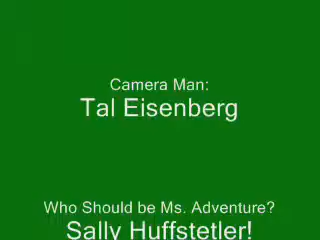 Camera Man:
Tal Eisenberg
Who Should be Ms. Adventure?
Sally Huffstetler!